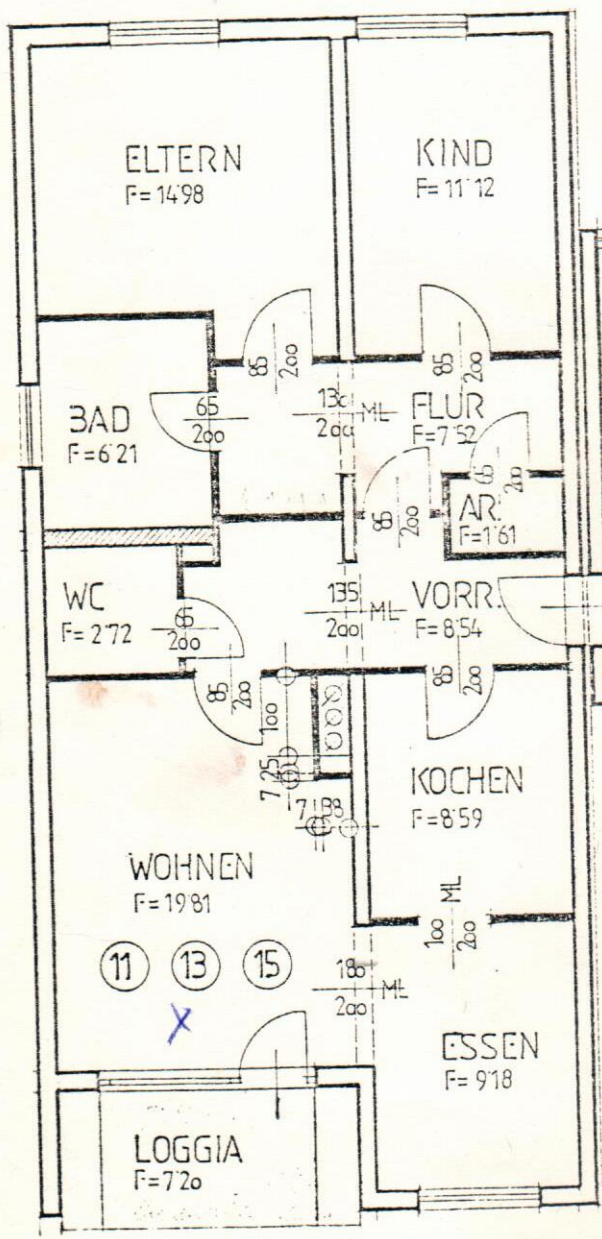 ELTERN
F=14'98
KIND
F=11'12
85
200
85
200
BAD
F=6'21
65
200
130
200
ML
FLUR
F=7'52
65
200
85
200
AR.
F=1'61
WC
F=2'72
65
200
135
200
ML
VORR.
F=8'54
85
200
85
200
100
25
7
7
38
KOCHEN
F=8'59
WOHNEN
F=19'81
ML
100
200
11 13 15
X
180
200
ML
ESSEN
F=9'18
LOGGIA
F=7'20